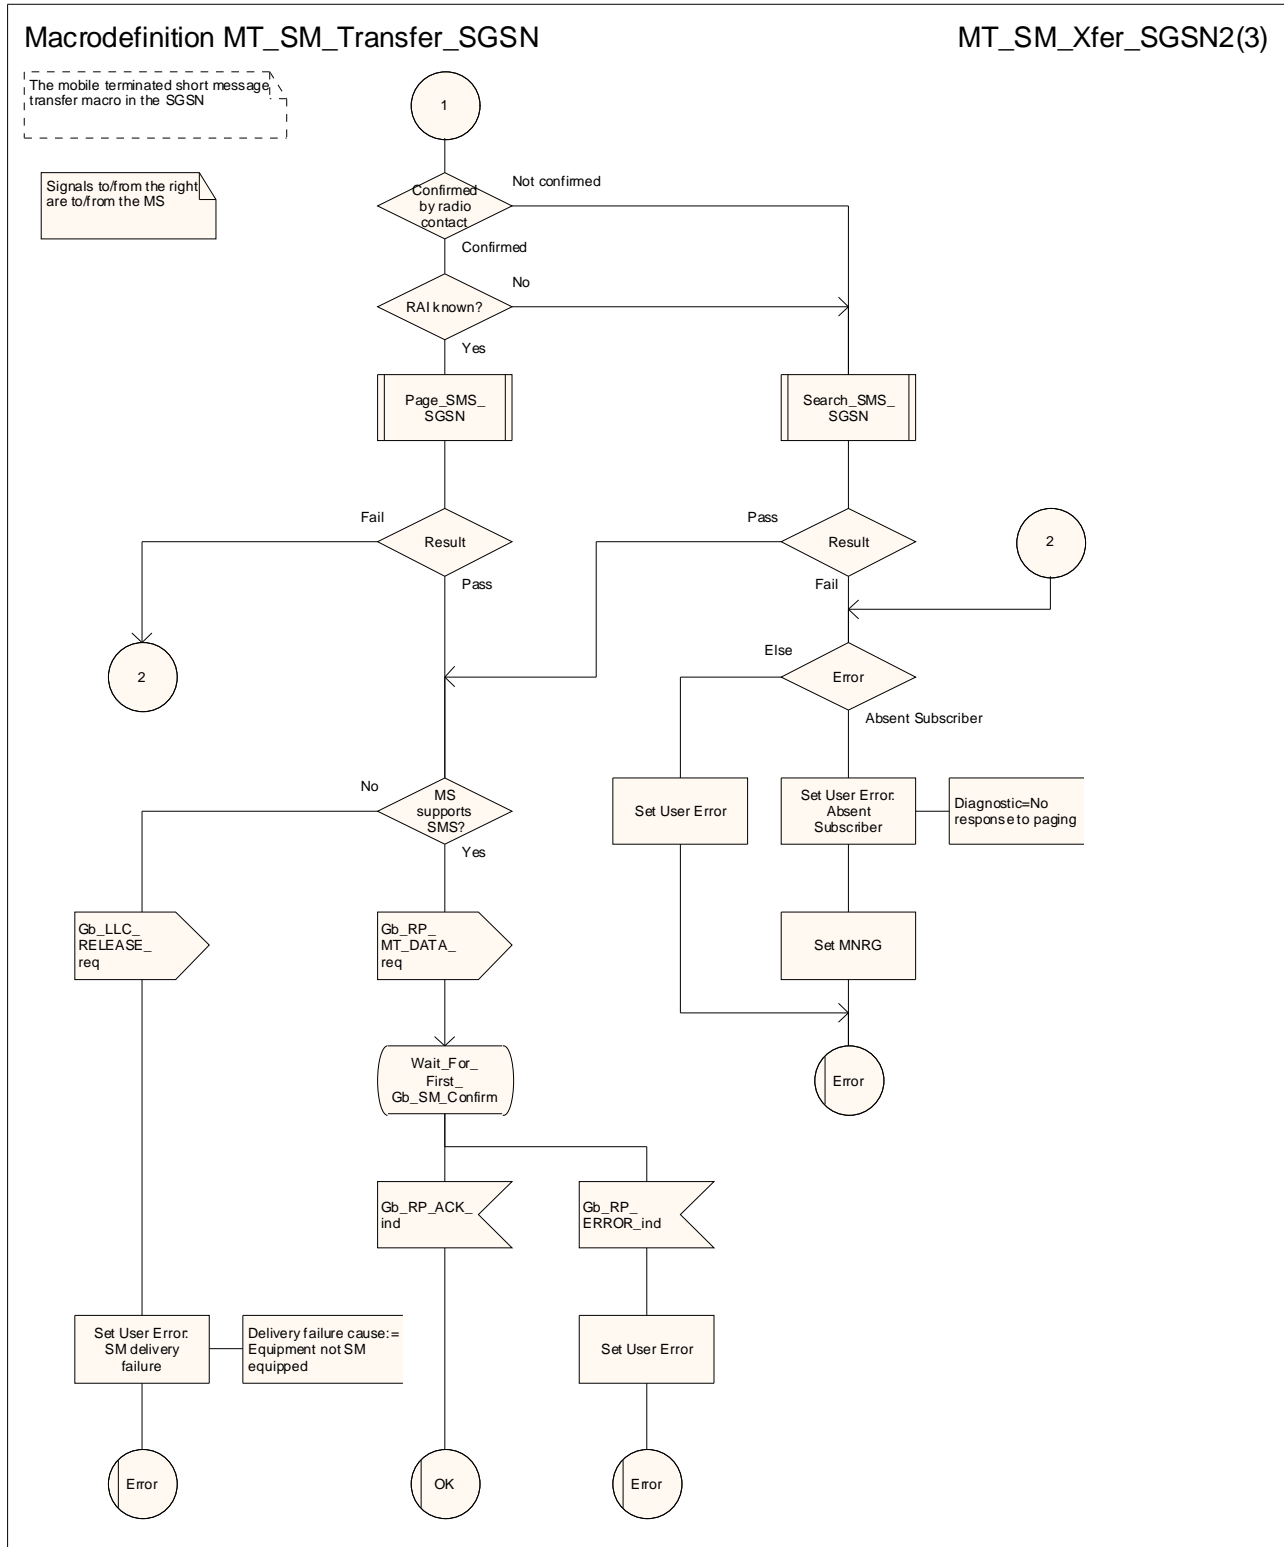 Macrodefinition MT_SM_Transfer_SGSN
MT_SM_Xfer_SGSN2(3)
The mobile terminated short message
transfer macro in the SGSN
1
Signals to/from the right
are to/from the MS
Confirmed
by radio
contact
Not confirmed
Confirmed
RAI known?
No
Yes
Page_SMS_
SGSN
Search_SMS_
SGSN
Fail
Result
Pass
Pass
Result
Fail
2
2
Else
Error
Absent Subscriber
No
MS
supports
SMS?
Yes
Set User Error
Set User Error:
Absent
Subscriber
Diagnostic=No
response to paging
Gb_LLC_
RELEASE_
req
Gb_RP_
MT_DATA_
req
Set MNRG
Wait_For_
First_
Gb_SM_Confirm
Error
Gb_RP_ACK_
ind
Gb_RP_
ERROR_ind
Set User Error:
SM delivery
failure
Delivery failure cause:=
Equipment not SM
equipped
Set User Error
Error
OK
Error